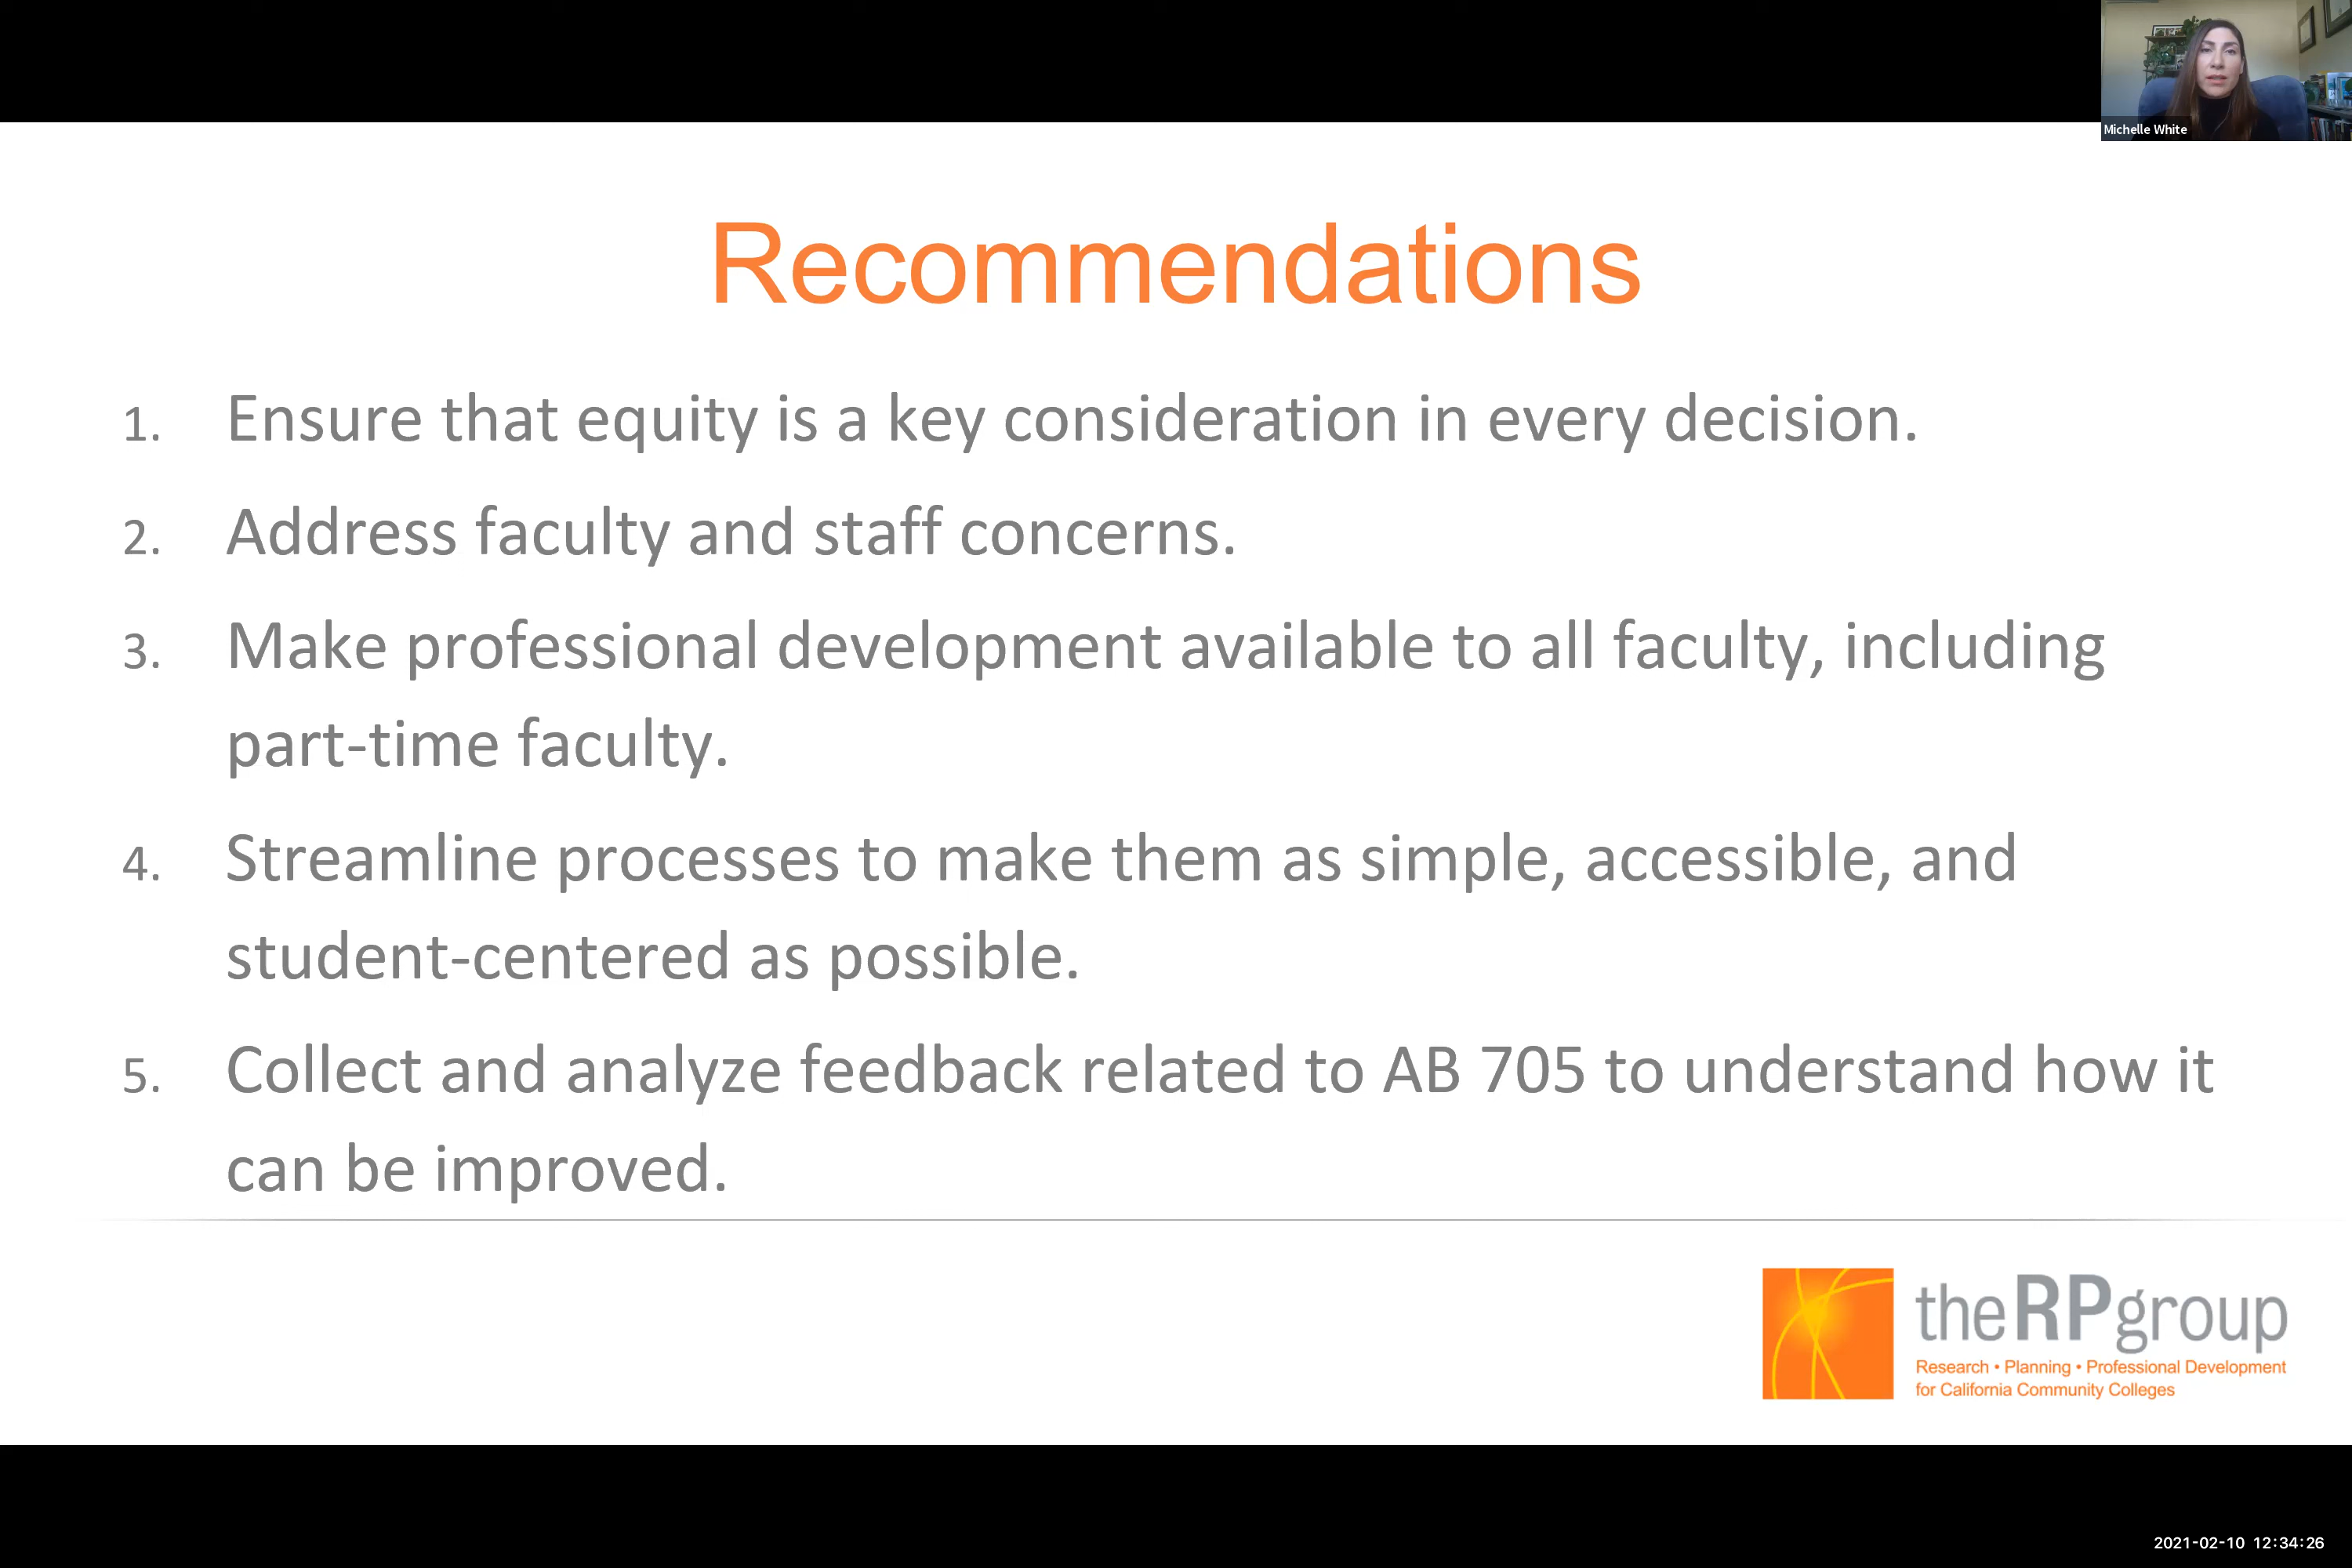 Michelle White
Recommendations
1. Ensure that equity is a key consideration in every decision.
2. Address faculty and staff concerns.
3. Make professional development available to all faculty, including
part-time faculty.
4. Streamline processes to make them as simple, accessible, and
student-centered as possible.
5. Collect and analyze feedback related to AB 705 to understand how it
can be improved.
theRPgroup
Research • Planning • Professional Development
for California Community Colleges
2021-02-10 12:34:26